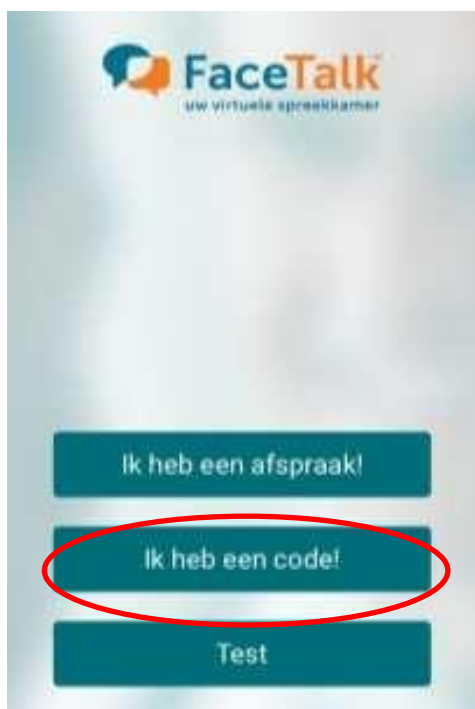 FaceTalk
uw virtuele spreekkamer
Ik heb een afspraak!
Ik heb een code!
Test